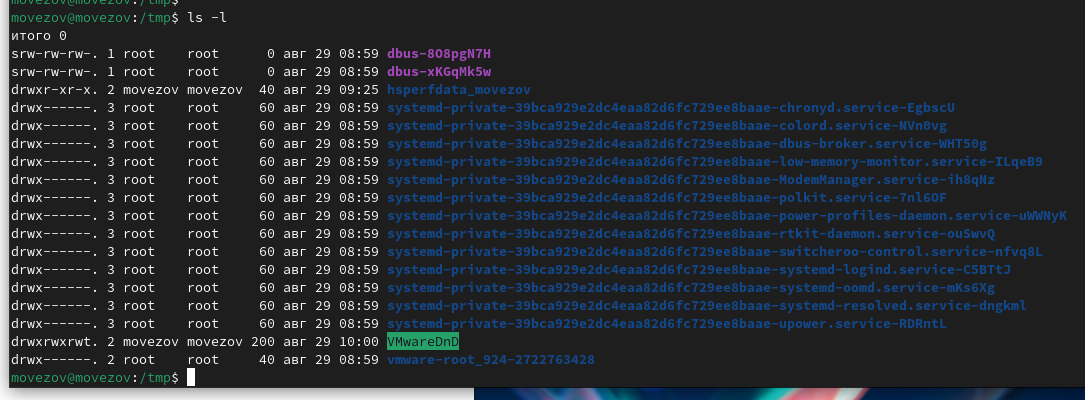 movezov@movezov:/tmp$
movezov@movezov:/tmp$ ls -l
итого 0
srw-rw-rw-. 1 root    root      0 авг 29 08:59 dbus-8O8pgN7H
srw-rw-rw-. 1 root    root      0 авг 29 08:59 dbus-xKGqMk5w
drwxr-xr-x. 2 movezov movezov  40 авг 29 09:25 hsperfdata_movezov
drwx------. 3 root    root     60 авг 29 08:59 systemd-private-39bca929e2dc4eaa82d6fc729ee8baae-chronyd.service-EgbscU
drwx------. 3 root    root     60 авг 29 08:59 systemd-private-39bca929e2dc4eaa82d6fc729ee8baae-colord.service-NVn0vg
drwx------. 3 root    root     60 авг 29 08:59 systemd-private-39bca929e2dc4eaa82d6fc729ee8baae-dbus-broker.service-WHT50g
drwx------. 3 root    root     60 авг 29 08:59 systemd-private-39bca929e2dc4eaa82d6fc729ee8baae-low-memory-monitor.service-ILqeB9
drwx------. 3 root    root     60 авг 29 08:59 systemd-private-39bca929e2dc4eaa82d6fc729ee8baae-ModemManager.service-ih8qNz
drwx------. 3 root    root     60 авг 29 08:59 systemd-private-39bca929e2dc4eaa82d6fc729ee8baae-polkit.service-7nl6OF
drwx------. 3 root    root     60 авг 29 08:59 systemd-private-39bca929e2dc4eaa82d6fc729ee8baae-power-profiles-daemon.service-uWWNyK
drwx------. 3 root    root     60 авг 29 08:59 systemd-private-39bca929e2dc4eaa82d6fc729ee8baae-rtkit-daemon.service-ouSwvQ
drwx------. 3 root    root     60 авг 29 08:59 systemd-private-39bca929e2dc4eaa82d6fc729ee8baae-switcheroo-control.service-nfvq8L
drwx------. 3 root    root     60 авг 29 08:59 systemd-private-39bca929e2dc4eaa82d6fc729ee8baae-systemd-logind.service-C5BTtJ
drwx------. 3 root    root     60 авг 29 08:59 systemd-private-39bca929e2dc4eaa82d6fc729ee8baae-systemd-oomd.service-mKs6Xg
drwx------. 3 root    root     60 авг 29 08:59 systemd-private-39bca929e2dc4eaa82d6fc729ee8baae-systemd-resolved.service-dngkml
drwx------. 3 root    root     60 авг 29 08:59 systemd-private-39bca929e2dc4eaa82d6fc729ee8baae-upower.service-RDRntL
drwxrwxrwt. 2 movezov movezov 200 авг 29 10:00 VMwareDnD
drwx------. 2 root    root     40 авг 29 08:59 vmware-root_924-2722763428
movezov@movezov:/tmp$